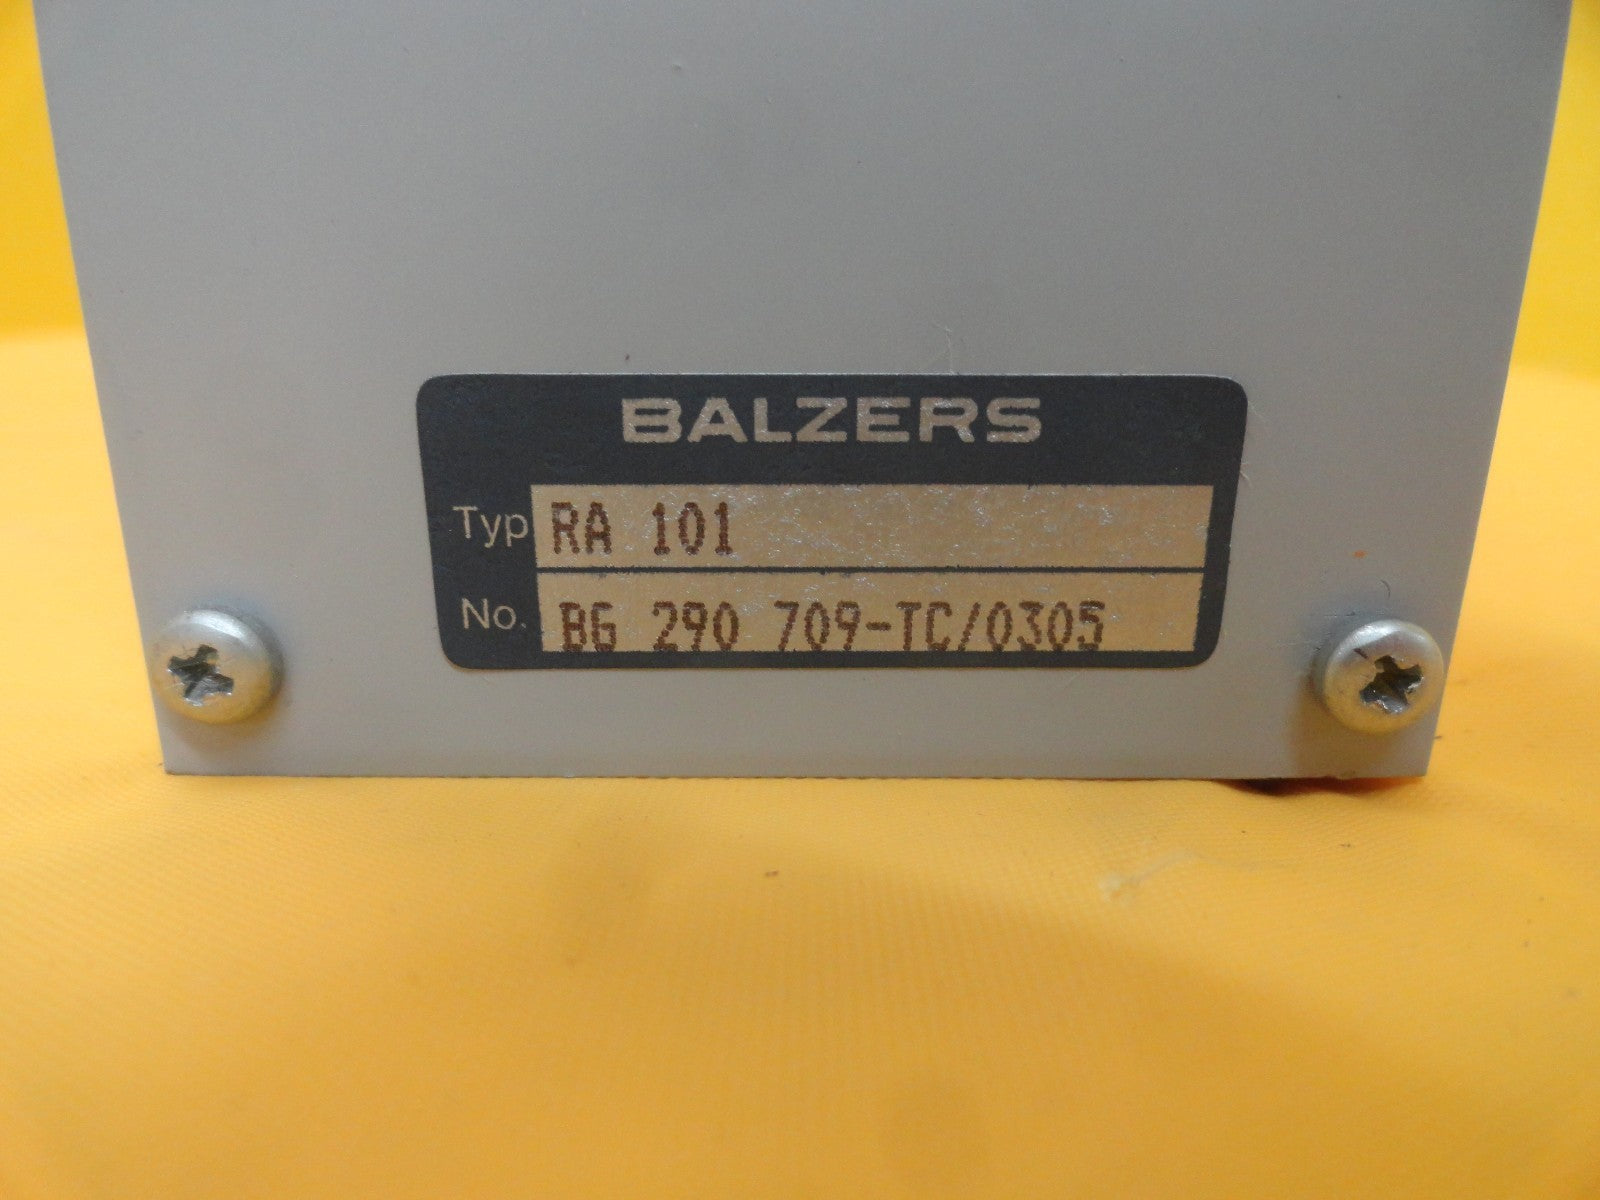 BALZERS
Typ RA 101
No. BG 290 709-TC/0305